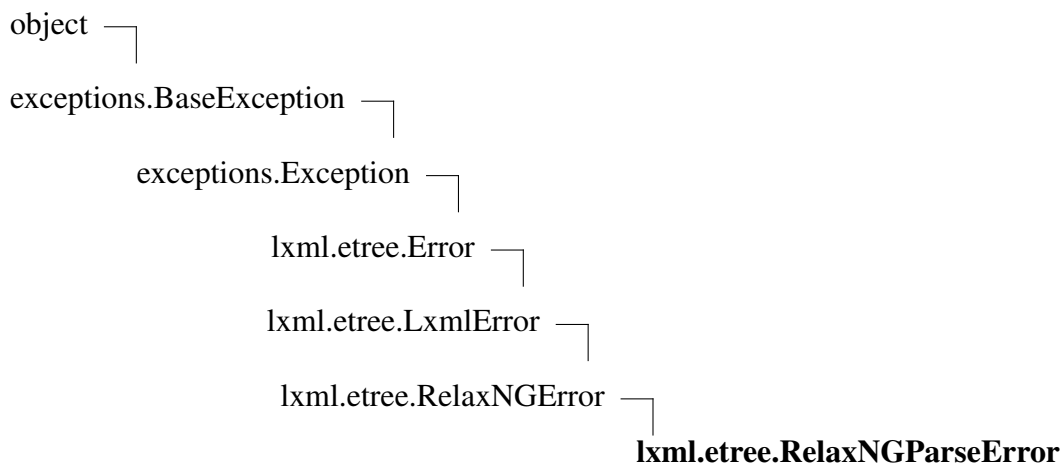 object
exceptions.BaseException
exceptions.Exception
lxml.etree.Error
lxml.etree.LxmlError
lxml.etree.RelaxNGError
lxml.etree.RelaxNGParseError